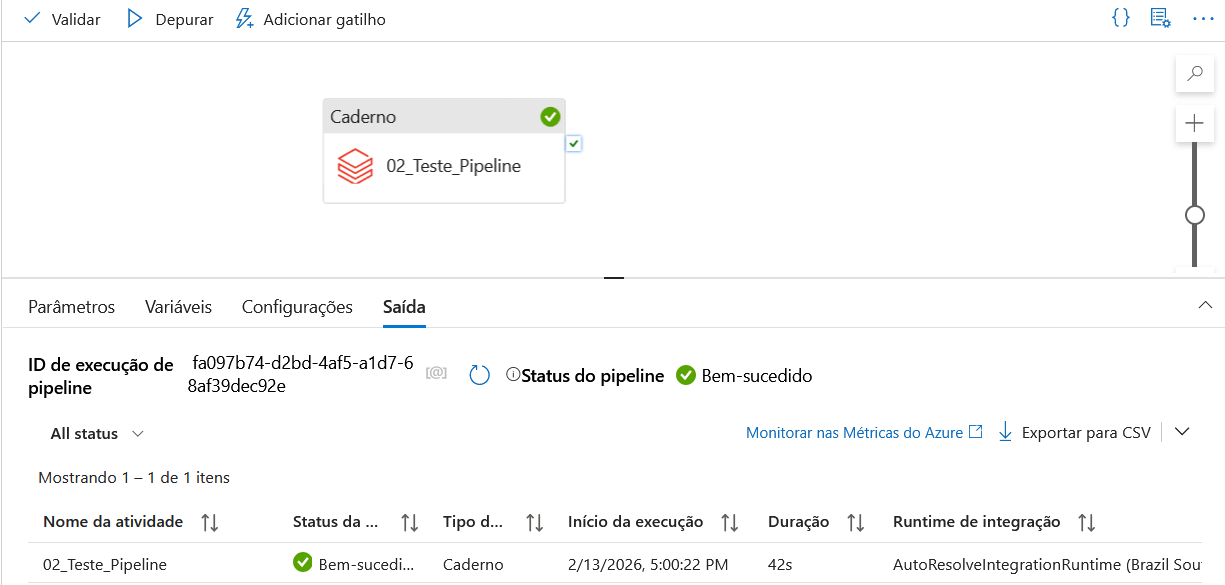 Validar Depurar Adicionar gatilho
Caderno
02_Teste_Pipeline
Parâmetros Variáveis Configurações Saída
ID de execução de pipeline fa097b74-d2bd-4af5-a1d7-68af39dec92e Status do pipeline Bem-sucedido
All status
Monitorar nas Métricas do Azure Exportar para CSV
Mostrando 1 – 1 de 1 itens
Nome da atividade Status da ... Tipo d... Início da execução Duração Runtime de integração
02_Teste_Pipeline Bem-sucedi... Caderno 2/13/2026, 5:00:22 PM 42s AutoResolveIntegrationRuntime (Brazil Sou